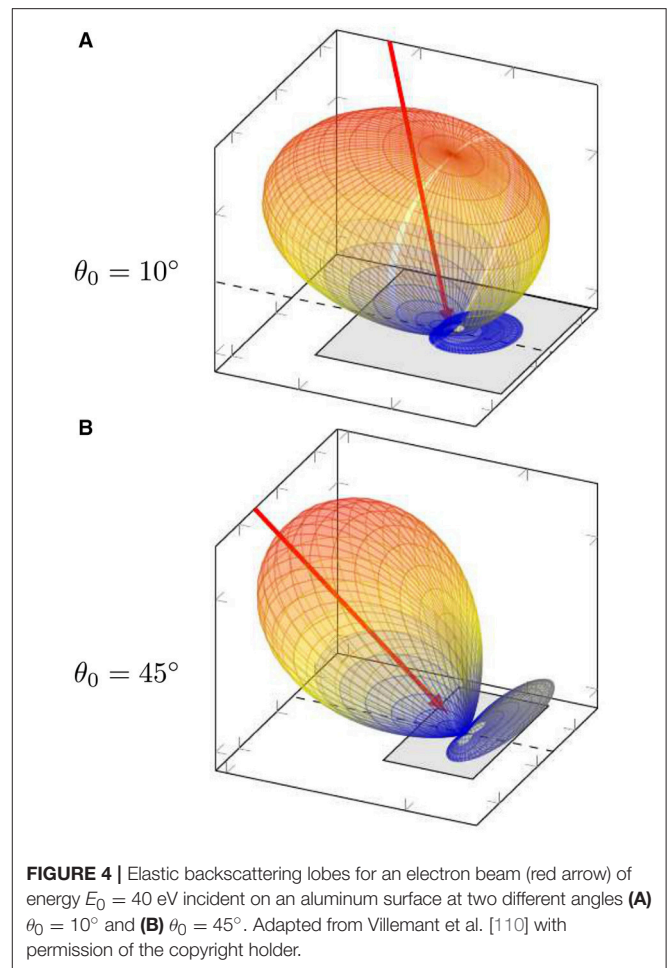 A
θ₀ = 10°
B
θ₀ = 45°
FIGURE 4 | Elastic backscattering lobes for an electron beam (red arrow) of
energy E₀ = 40 eV incident on an aluminum surface at two different angles (A)
θ₀ = 10° and (B) θ₀ = 45°. Adapted from Villemant et al. [110] with
permission of the copyright holder.